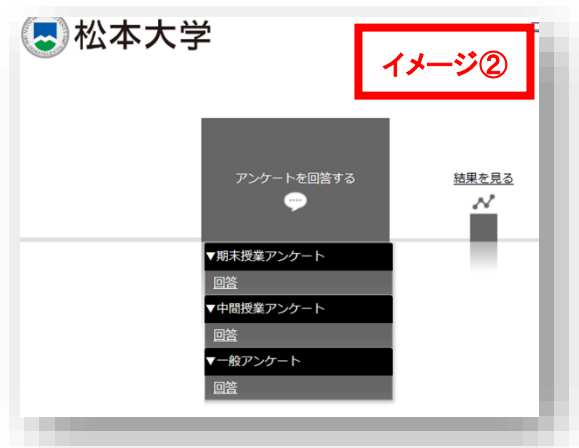 松本大学
イメージ②
アンケートを回答する
結果を見る
▼期末授業アンケート
回答
▼中間授業アンケート
回答
▼一般アンケート
回答